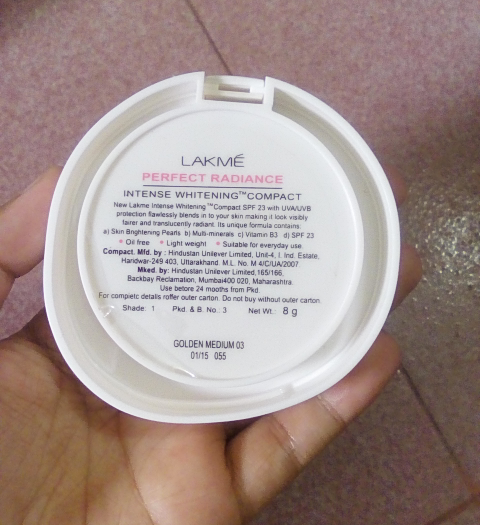 LAKMÉ
PERFECT RADIANCE
INTENSE WHITENING™COMPACT
New Lakme Intense Whitening™Compact SPF 23 with UVA/UVB
protection flawlessly blends in to your skin making it look visibly
fairer and translucently radiant. Its unique formula contains:
a) Skin Brightening Pearls b) Multi-minerals c) Vitamin B3 d) SPF 23
* Oil free * Light weight * Suitable for everyday use.
Compact. Mfd. by : Hindustan Unilever Limited, Unit-4, I. Ind. Estate,
Haridwar-249 403, Uttarakhand. M.L. No. M 4/C/UA/2007
Mked. by: Hindustan Unilever Limited,165/166,
Backbay Reclamation, Mumbai400 020, Maharashtra.
Use before 24 months from Pkd.
For complete details roffer outer carton. Do not buy without outer carton.
Shade: 1 Pkd. & B. No.: 3 Net Wt.: 8 g
GOLDEN MEDIUM 03
01/15 055